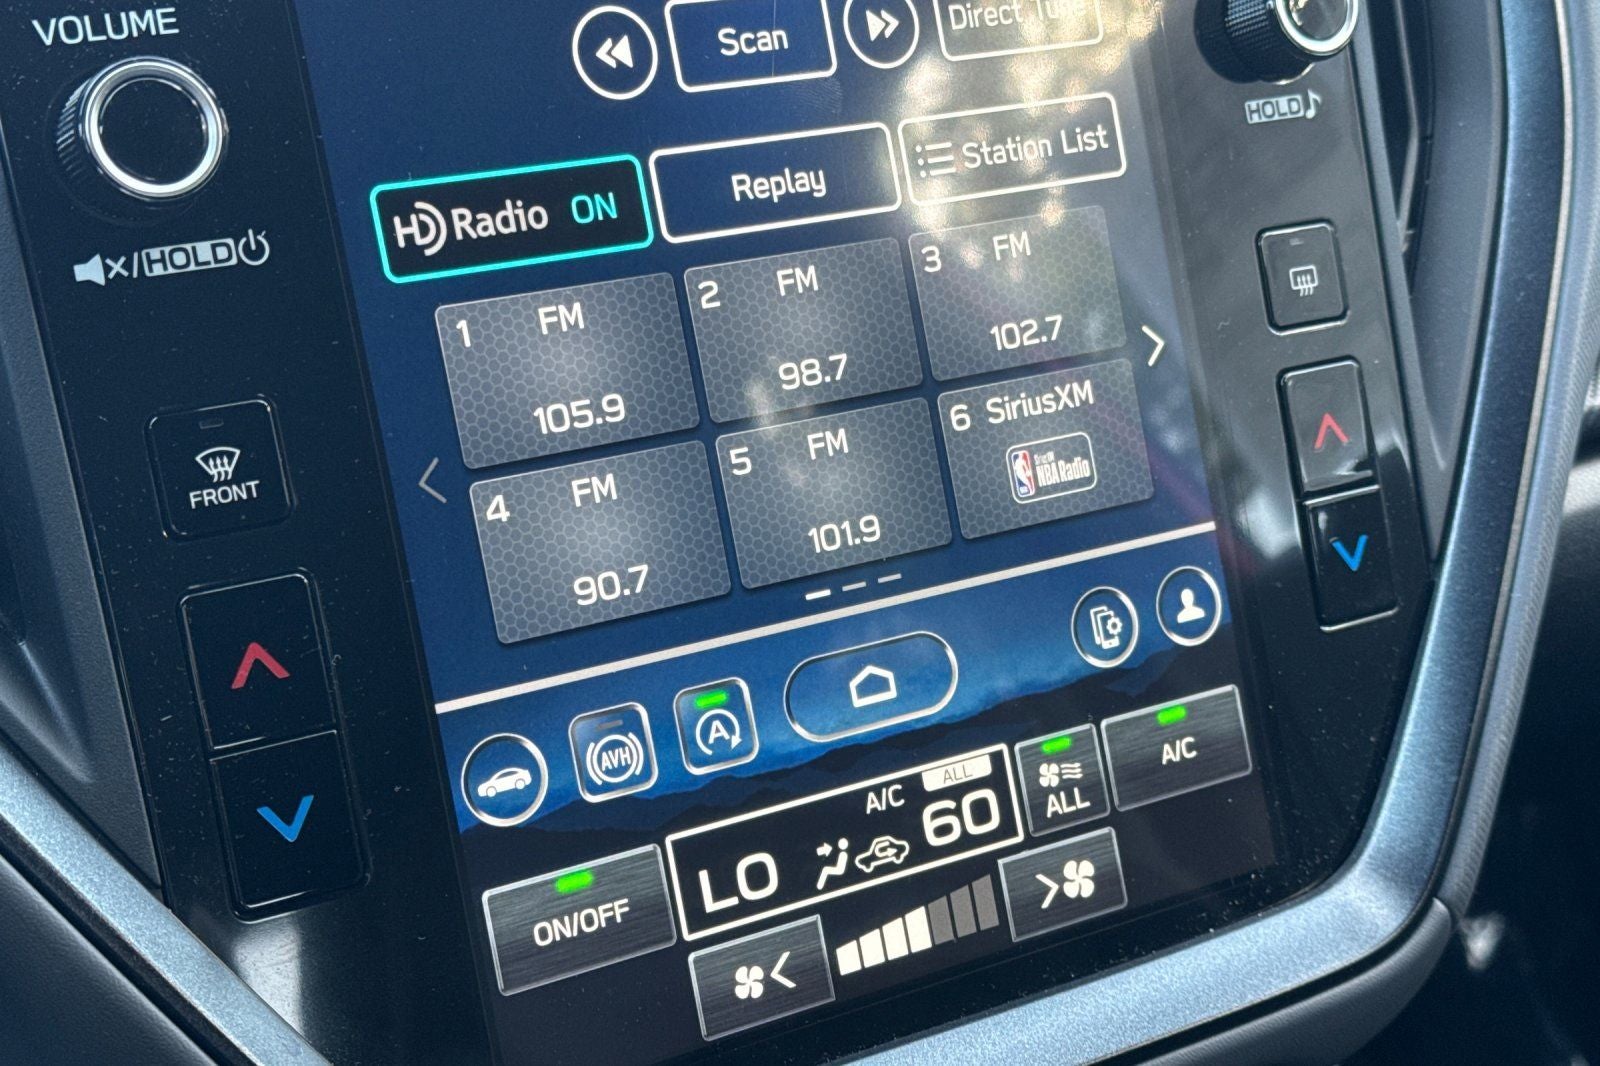 VOLUME
Scan
Direct Tune
HOLD
/HOLD
HD Radio ON
Replay
Station List
1 FM
105.9
2 FM
98.7
3 FM
102.7
4 FM
90.7
5 FM
101.9
6 SiriusXM
NBA Radio
FRONT
AVH
A
A/C ALL
LO 60
ALL
A/C
ON/OFF